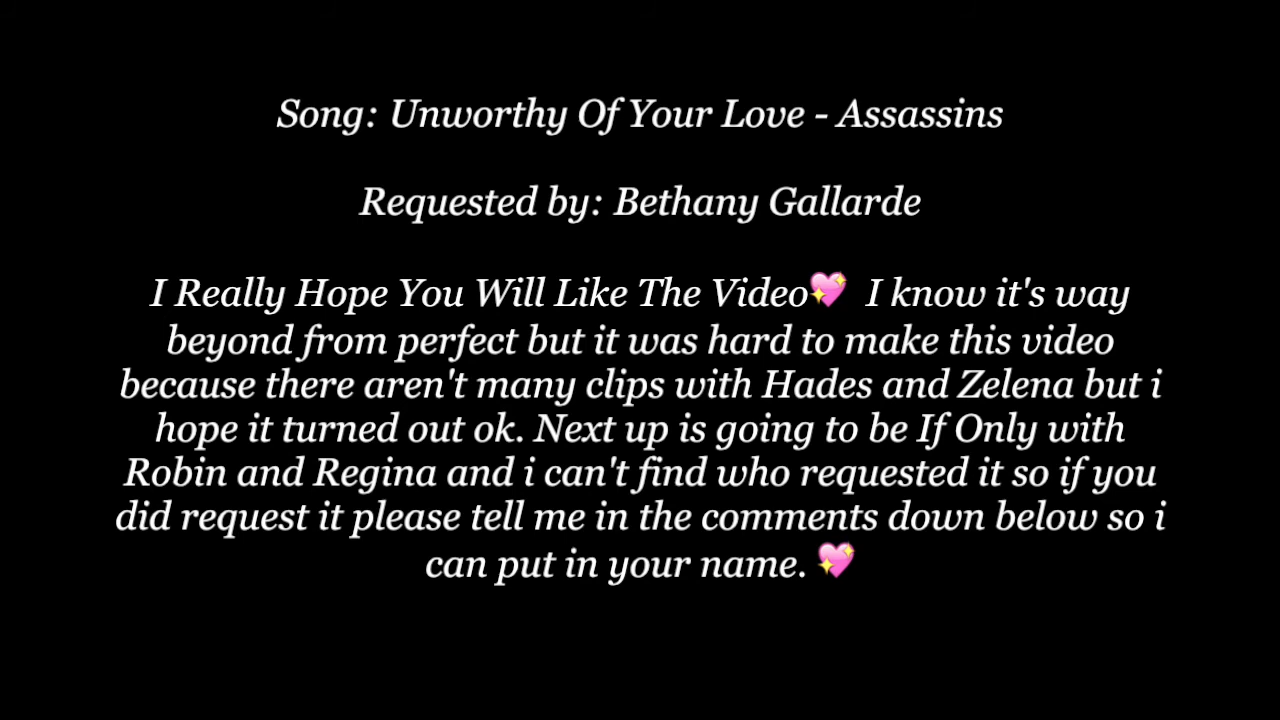 Song: Unworthy Of Your Love - Assassins
Requested by: Bethany Gallarde
I Really Hope You Will Like The Video💖 I know it's way
beyond from perfect but it was hard to make this video
because there aren't many clips with Hades and Zelena but i
hope it turned out ok. Next up is going to be If Only with
Robin and Regina and i can't find who requested it so if you
did request it please tell me in the comments down below so i
can put in your name. 💖